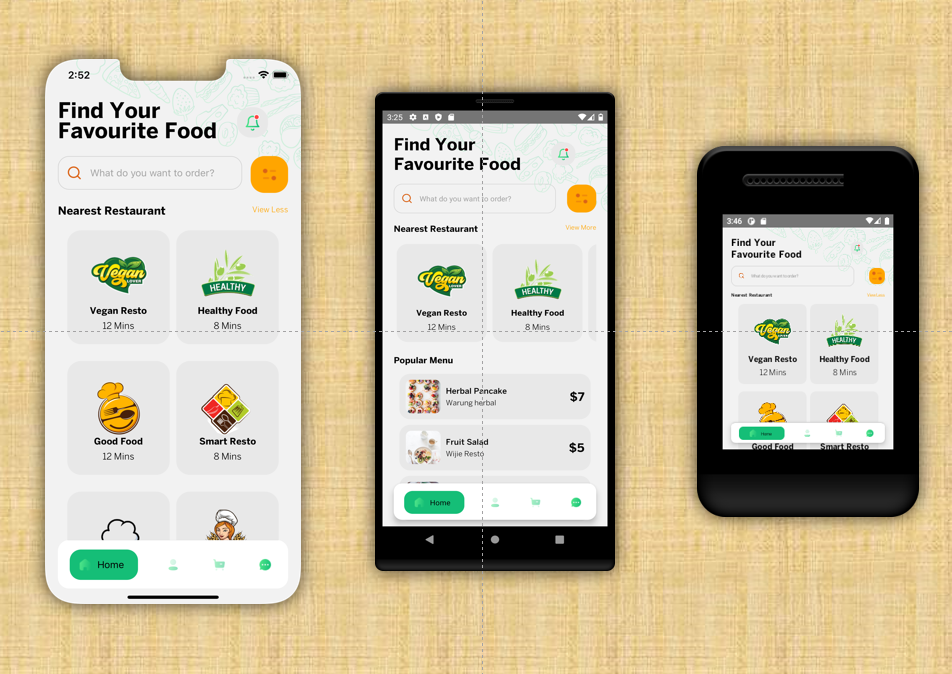 2:52
Find Your
Favourite Food
What do you want to order?
Nearest Restaurant
View Less
Vegan
LOVER
HEALTHY
Vegan Resto
Healthy Food
12 Mins
8 Mins
Good Food
Smart Resto
12 Mins
8 Mins
Home
3:25
Find Your
Favourite Food
What do you want to order?
Nearest Restaurant
View More
Vegan
LOVER
HEALTHY
Vegan Resto
Healthy Food
12 Mins
8 Mins
Popular Menu
Herbal Pancake
Warung herbal
$7
Fruit Salad
Wijie Resto
$5
Home
3:46
Find Your
Favourite Food
What do you want to order?
Nearest Restaurant
View Less
Vegan
HEALTHY
Vegan Resto
Healthy Food
12 Mins
8 Mins
Home
Good Food
Smart Resto